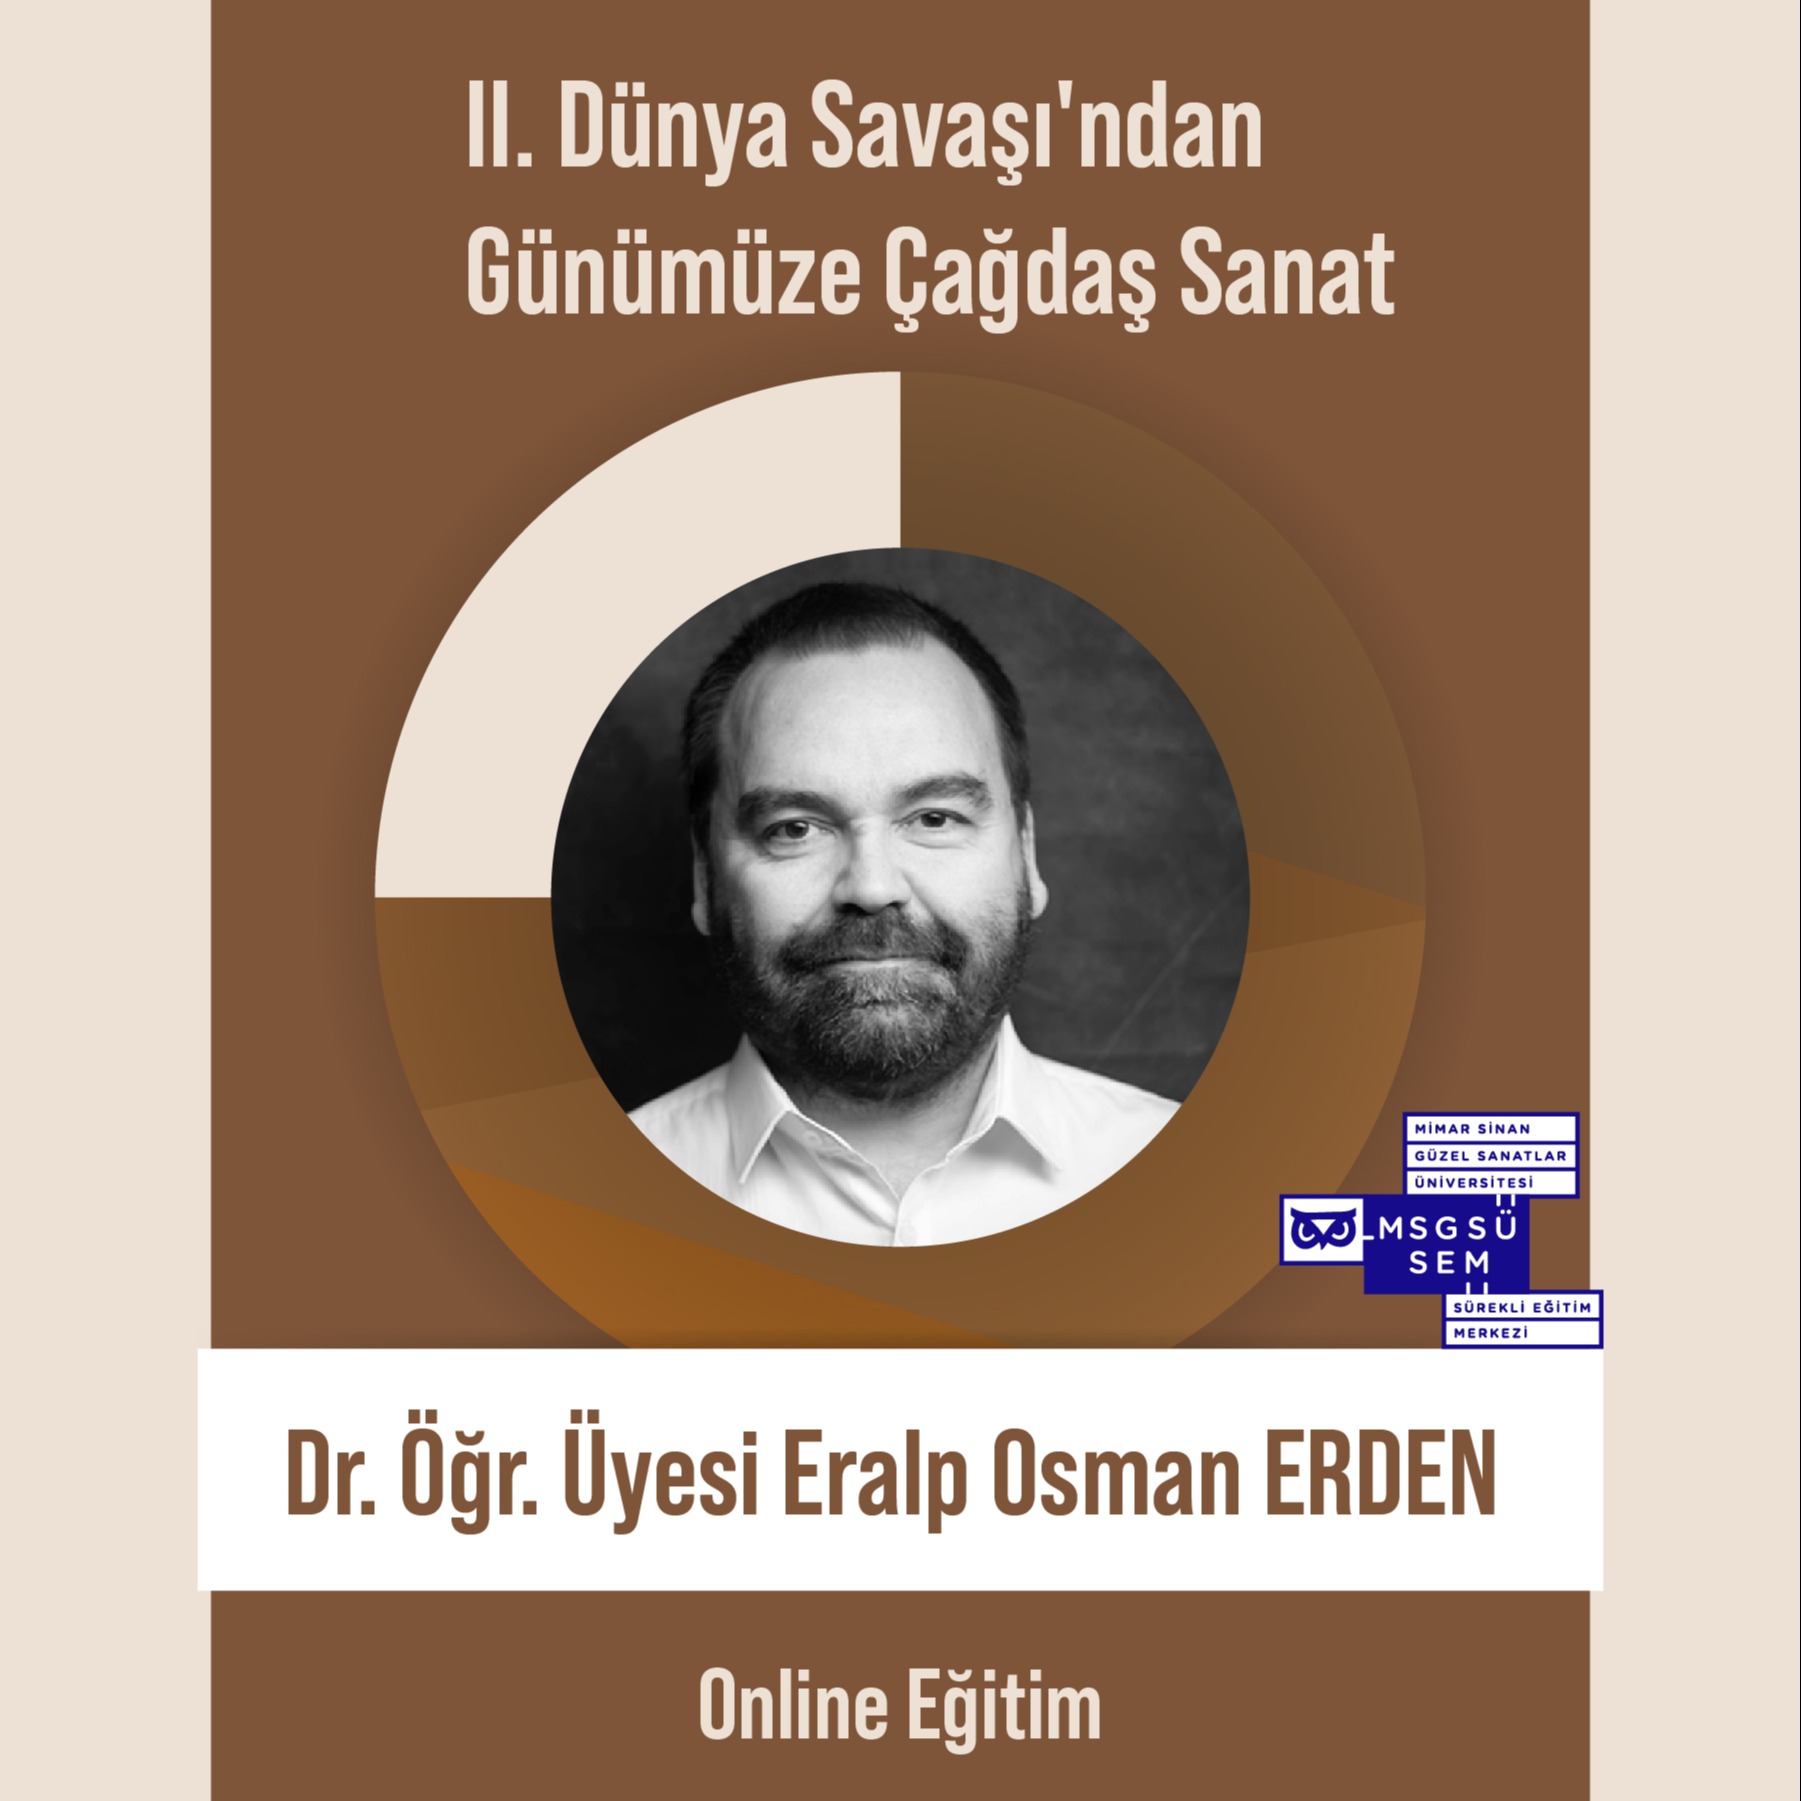 II. Dünya Savaşı'ndan
Günümüze Çağdaş Sanat
MİMAR SİNAN
GÜZEL SANATLAR
ÜNİVERSİTESİ
MSGSÜ
SEM
SÜREKLİ EĞİTİM
MERKEZİ
Dr. Öğr. Üyesi Eralp Osman ERDEN
Online Eğitim